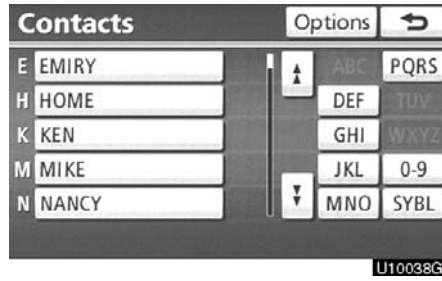 Contacts Options
E EMIRY ABC PQRS
H HOME DEF TUV
K KEN GHI WXYZ
M MIKE JKL 0-9
N NANCY MNO SYBL
U10038G